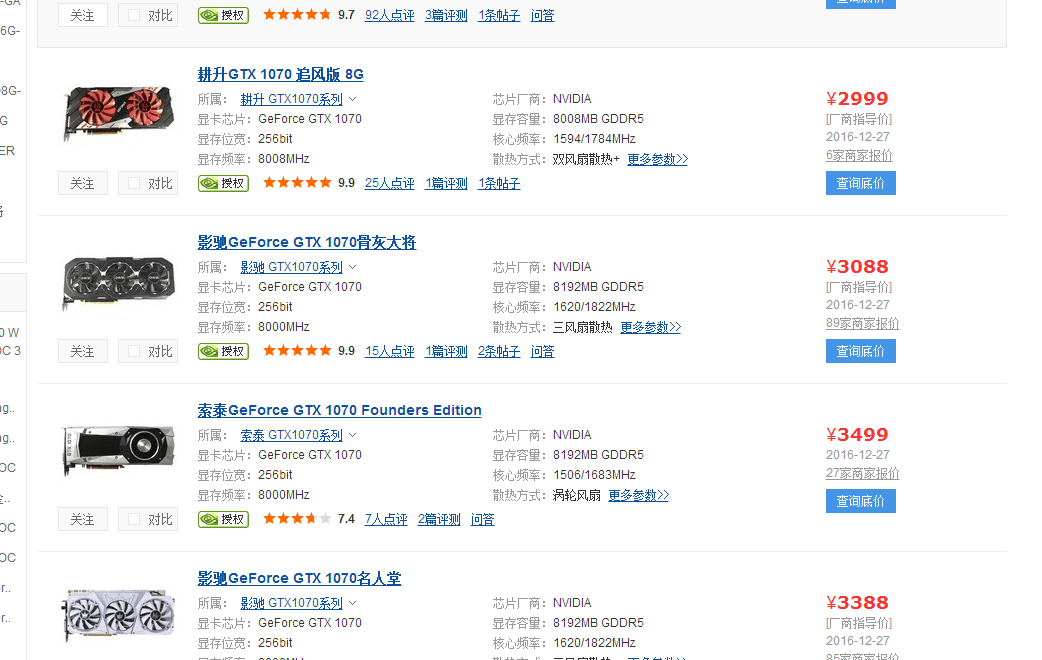 关注 对比 授权 9.7 92人点评 3篇评测 1条帖子 问答
6G-
08G-
G
ER
0 W
OC 3
ng..
ng..
OC
OC
OC
or..
or..
耕升GTX 1070 追风版 8G
所属： 耕升 GTX1070系列 芯片厂商：NVIDIA
显卡芯片：GeForce GTX 1070 显存容量：8008MB GDDR5
显存位宽：256bit 核心频率：1594/1784MHz
显存频率：8008MHz 散热方式：双风扇散热+ 更多参数>>
¥2999
[厂商指导价]
2016-12-27
6家商家报价
关注 对比 授权 9.9 25人点评 1篇评测 1条帖子 查询底价
影驰GeForce GTX 1070骨灰大将
所属： 影驰 GTX1070系列 芯片厂商：NVIDIA
显卡芯片：GeForce GTX 1070 显存容量：8192MB GDDR5
显存位宽：256bit 核心频率：1620/1822MHz
显存频率：8000MHz 散热方式：三风扇散热 更多参数>>
¥3088
[厂商指导价]
2016-12-27
89家商家报价
关注 对比 授权 9.9 15人点评 1篇评测 2条帖子 问答 查询底价
索泰GeForce GTX 1070 Founders Edition
所属： 索泰 GTX1070系列 芯片厂商：NVIDIA
显卡芯片：GeForce GTX 1070 显存容量：8192MB GDDR5
显存位宽：256bit 核心频率：1506/1683MHz
显存频率：8000MHz 散热方式：涡轮风扇 更多参数>>
¥3499
2016-12-27
27家商家报价
查询底价
关注 对比 授权 7.4 7人点评 2篇评测 问答
影驰GeForce GTX 1070名人堂
所属： 影驰 GTX1070系列 芯片厂商：NVIDIA
显卡芯片：GeForce GTX 1070 显存容量：8192MB GDDR5
显存位宽：256bit 核心频率：1620/1822MHz
¥3388
[厂商指导价]
2016-12-27
85家商家报价